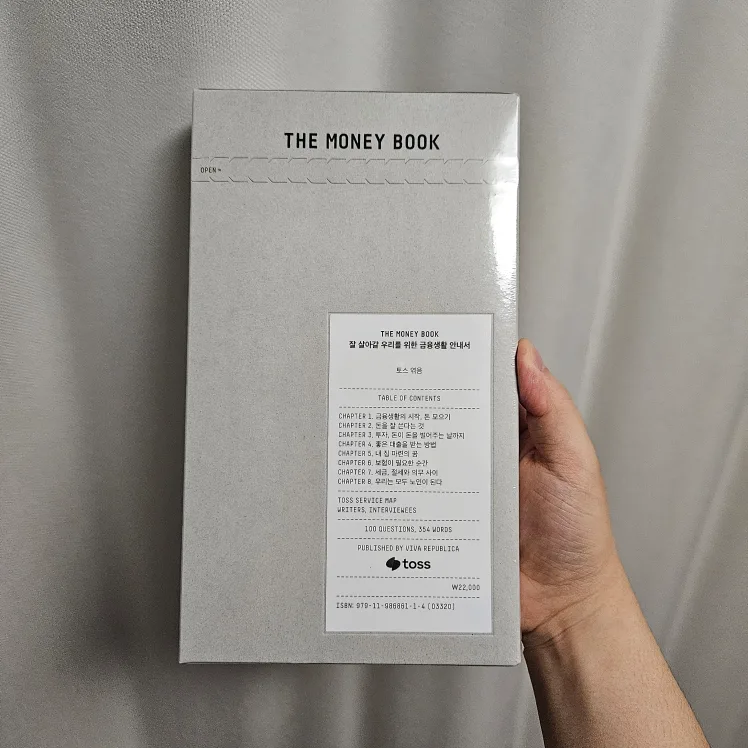 THE MONEY BOOK
OPEN
THE MONEY BOOK
잘 살아갈 우리를 위한 금융생활 안내서
토스 엮음
TABLE OF CONTENTS
CHAPTER 1. 금융생활의 시작, 돈 모으기
CHAPTER 2. 돈을 잘 쓴다는 것
CHAPTER 3. 투자, 돈이 돈을 벌어주는 날까지
CHAPTER 4. 좋은 대출을 받는 방법
CHAPTER 5. 내 집 마련의 꿈
CHAPTER 6. 보험이 필요한 순간
CHAPTER 7. 세금, 절세와 의무 사이
CHAPTER 8. 우리는 모두 노인이 된다
TOSS SERVICE MAP
WRITERS, INTERVIEWEES
100 QUESTIONS, 354 WORDS
PUBLISHED BY VIVA REPUBLICA
toss
₩22,000
ISBN: 979-11-986861-1-4 (03320)